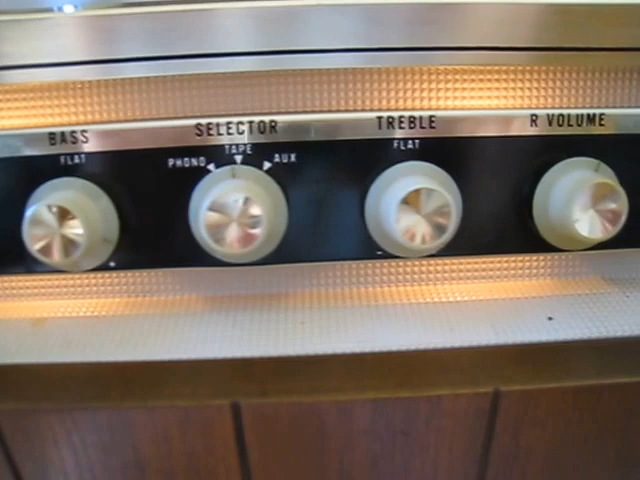 BASS SELECTOR TREBLE R VOLUME
FLAT PHONO TAPE AUX FLAT